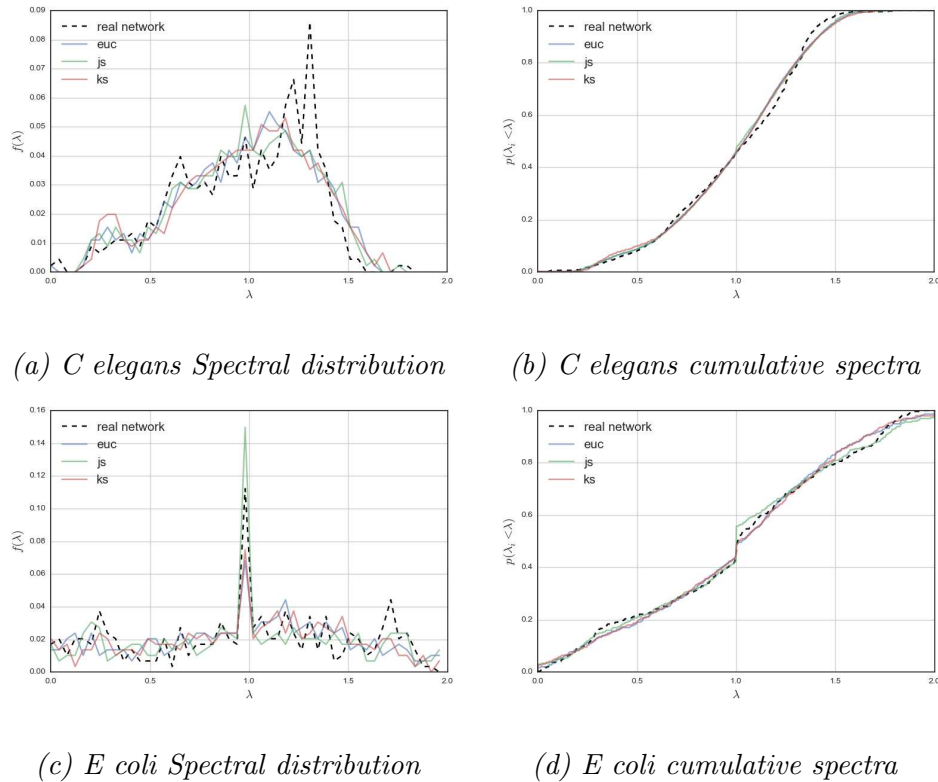 0.09
0.08
0.07
0.06
0.05
0.04
0.03
0.02
0.01
0.00
f(λ)
real network
euc
js
ks
0.0 0.5 1.0 1.5 2.0
λ
1.0
0.8
0.6
0.4
0.2
0.0
p(λi <λ)
real network
euc
js
ks
0.0 0.5 1.0 1.5 2.0
λ
(a) C elegans Spectral distribution
(b) C elegans cumulative spectra
0.16
0.14
0.12
0.10
0.08
0.06
0.04
0.02
0.00
f(λ)
real network
euc
js
ks
0.0 0.5 1.0 1.5 2.0
λ
1.0
0.8
0.6
0.4
0.2
0.0
p(λi <λ)
real network
euc
js
ks
0.0 0.5 1.0 1.5 2.0
λ
(c) E coli Spectral distribution
(d) E coli cumulative spectra